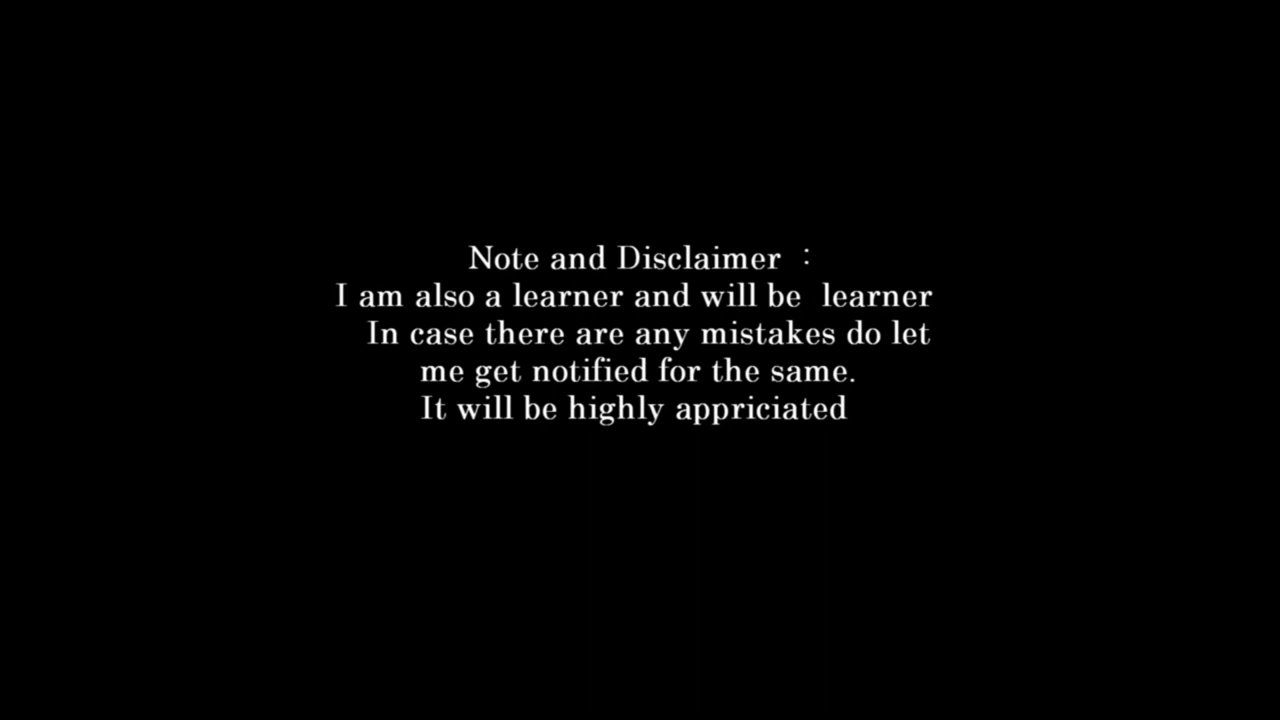 Note and Disclaimer :
I am also a learner and will be learner
In case there are any mistakes do let
me get notified for the same.
It will be highly appriciated